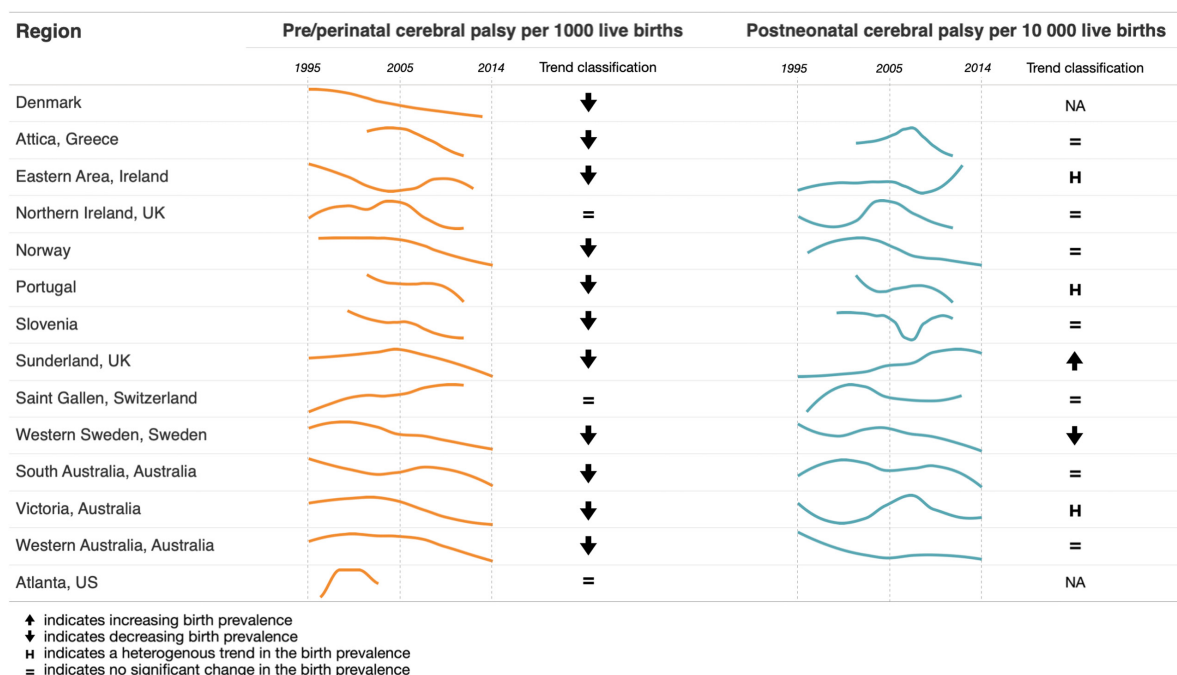 Region Pre/perinatal cerebral palsy per 1000 live births Postneonatal cerebral palsy per 10 000 live births
1995 2005 2014 Trend classification 1995 2005 2014 Trend classification
Denmark NA
Attica, Greece =
Eastern Area, Ireland H
Northern Ireland, UK = =
Norway =
Portugal H
Slovenia =
Sunderland, UK
Saint Gallen, Switzerland = =
Western Sweden, Sweden
South Australia, Australia =
Victoria, Australia H
Western Australia, Australia =
Atlanta, US = NA
indicates increasing birth prevalence
indicates decreasing birth prevalence
H indicates a heterogenous trend in the birth prevalence
= indicates no significant change in the birth prevalence